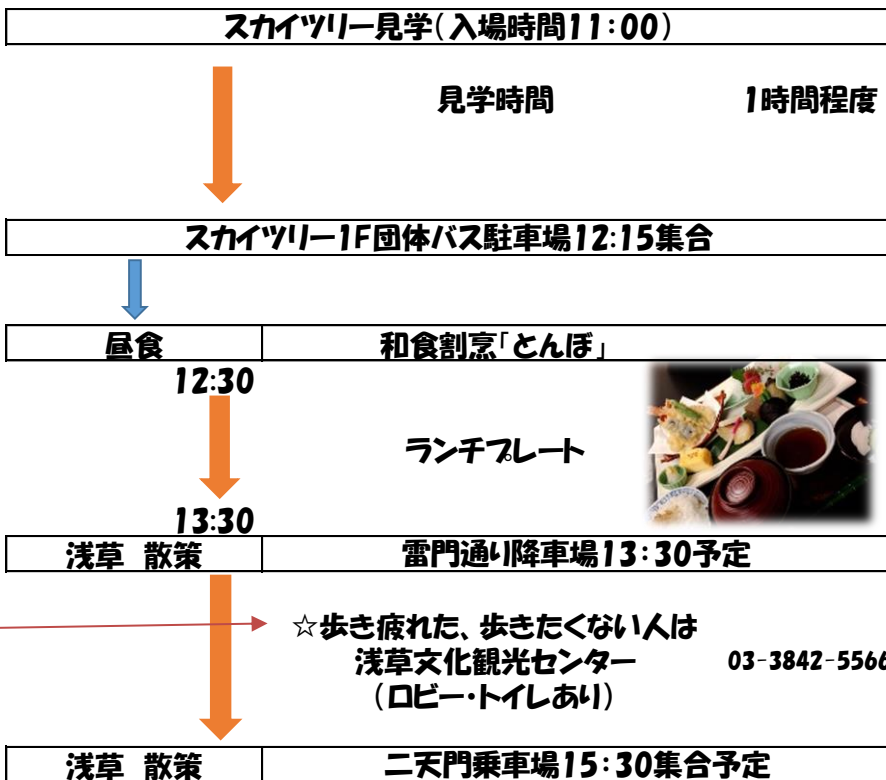 スカイツリー見学(入場時間11:00)
見学時間 1時間程度
スカイツリー1F団体バス駐車場12:15集合
昼食 和食割烹「とんぼ」
12:30
ランチプレート
13:30
浅草 散策 雷門通り降車場13:30予定
☆歩き疲れた、歩きたくない人は
浅草文化観光センター 03-3842-5566
(ロビー・トイレあり)
浅草 散策 二天門乗車場15:30集合予定